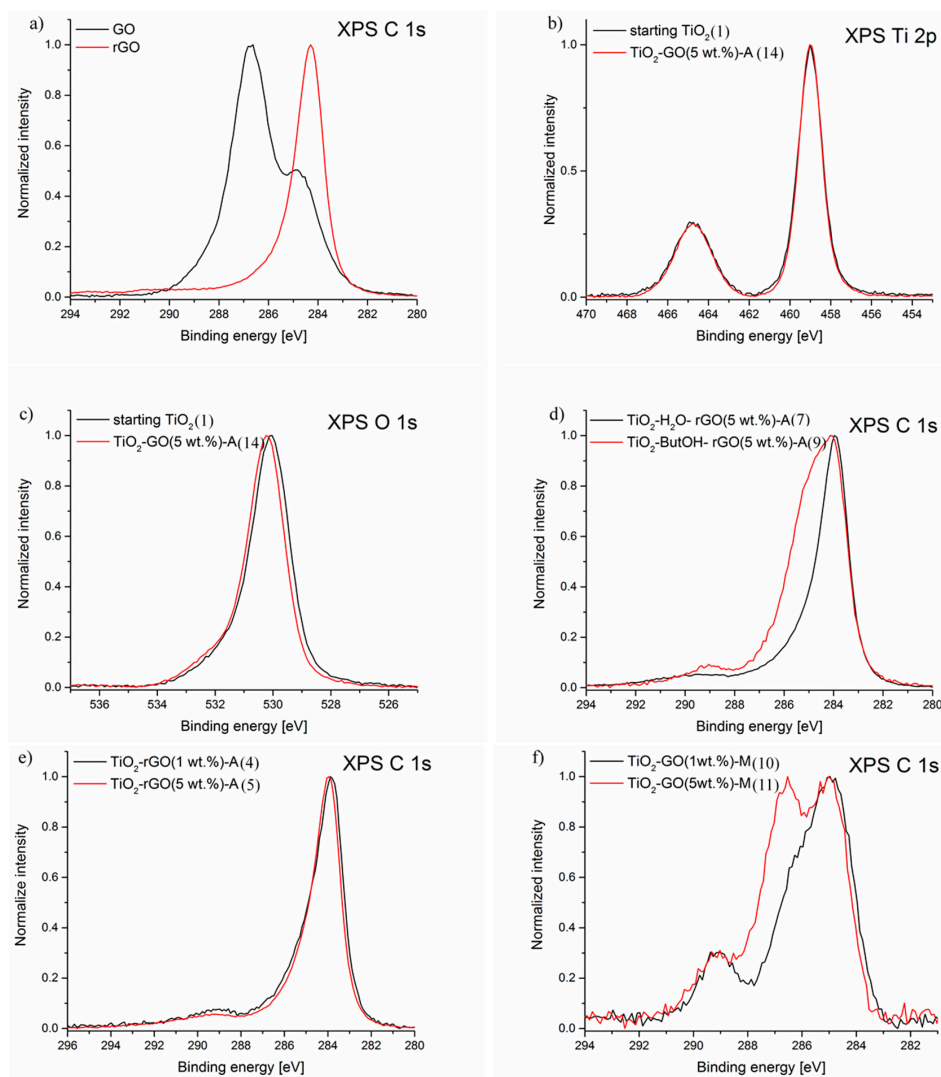 a)
GO
rGO
XPS C 1s
Normalized intensity
1.0
0.8
0.6
0.4
0.2
0.0
294 292 290 288 286 284 282 280
Binding energy [eV]
b)
starting TiO₂(1)
TiO₂-GO(5 wt.%)-A (14)
XPS Ti 2p
Normalized intensity
1.0
0.5
0.0
470 468 466 464 462 460 458 456 454
Binding energy [eV]
c)
starting TiO₂(1)
TiO₂-GO(5 wt.%)-A(14)
XPS O 1s
Normalized intensity
1.0
0.8
0.6
0.4
0.2
0.0
536 534 532 530 528 526
Binding energy [eV]
d)
TiO₂-H₂O- rGO(5 wt.%)-A(7)
TiO₂-ButOH- rGO(5 wt.%)-A(9)
XPS C 1s
Normalized intensity
1.0
0.8
0.6
0.4
0.2
0.0
294 292 290 288 286 284 282 280
Binding energy [eV]
e)
TiO₂-rGO(1 wt.%)-A(4)
TiO₂-rGO(5 wt.%)-A(5)
XPS C 1s
Normalize intensity
1.0
0.8
0.6
0.4
0.2
0.0
296 294 292 290 288 286 284 282 280
Binding energy [eV]
f)
TiO₂-GO(1wt.%)-M(10)
TiO₂-GO(5wt.%)-M(11)
XPS C 1s
Normalized intensity
1.0
0.8
0.6
0.4
0.2
0.0
294 292 290 288 286 284 282
Binding energy [eV]